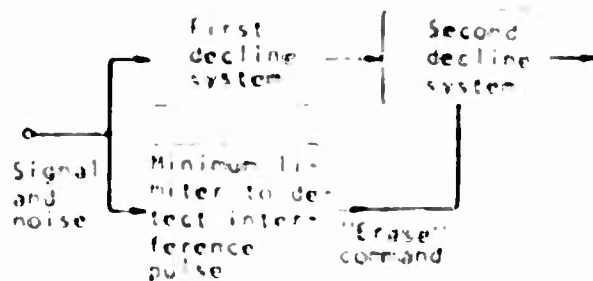 First
decline
system
Second
decline
system
Signal
and
noise
Minimum li-
miter to de-
tect inter-
ference
pulse
"Erase"
command